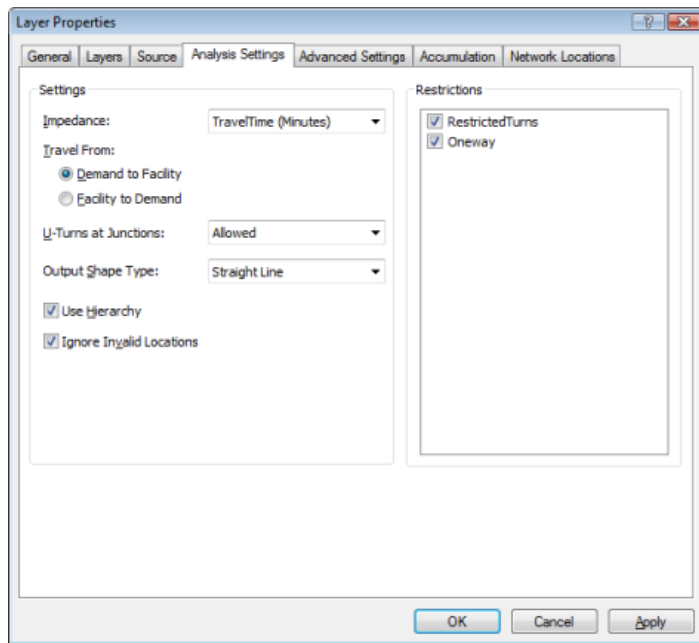 Layer Properties
General Layers Source Analysis Settings Advanced Settings Accumulation Network Locations
Settings
Impedance: TravelTime (Minutes)
Travel From:
Demand to Facility
Facility to Demand
U-Turns at Junctions: Allowed
Output Shape Type: Straight Line
Use Hierarchy
Ignore Invalid Locations
Restrictions
RestrictedTurns
Oneway
OK Cancel Apply